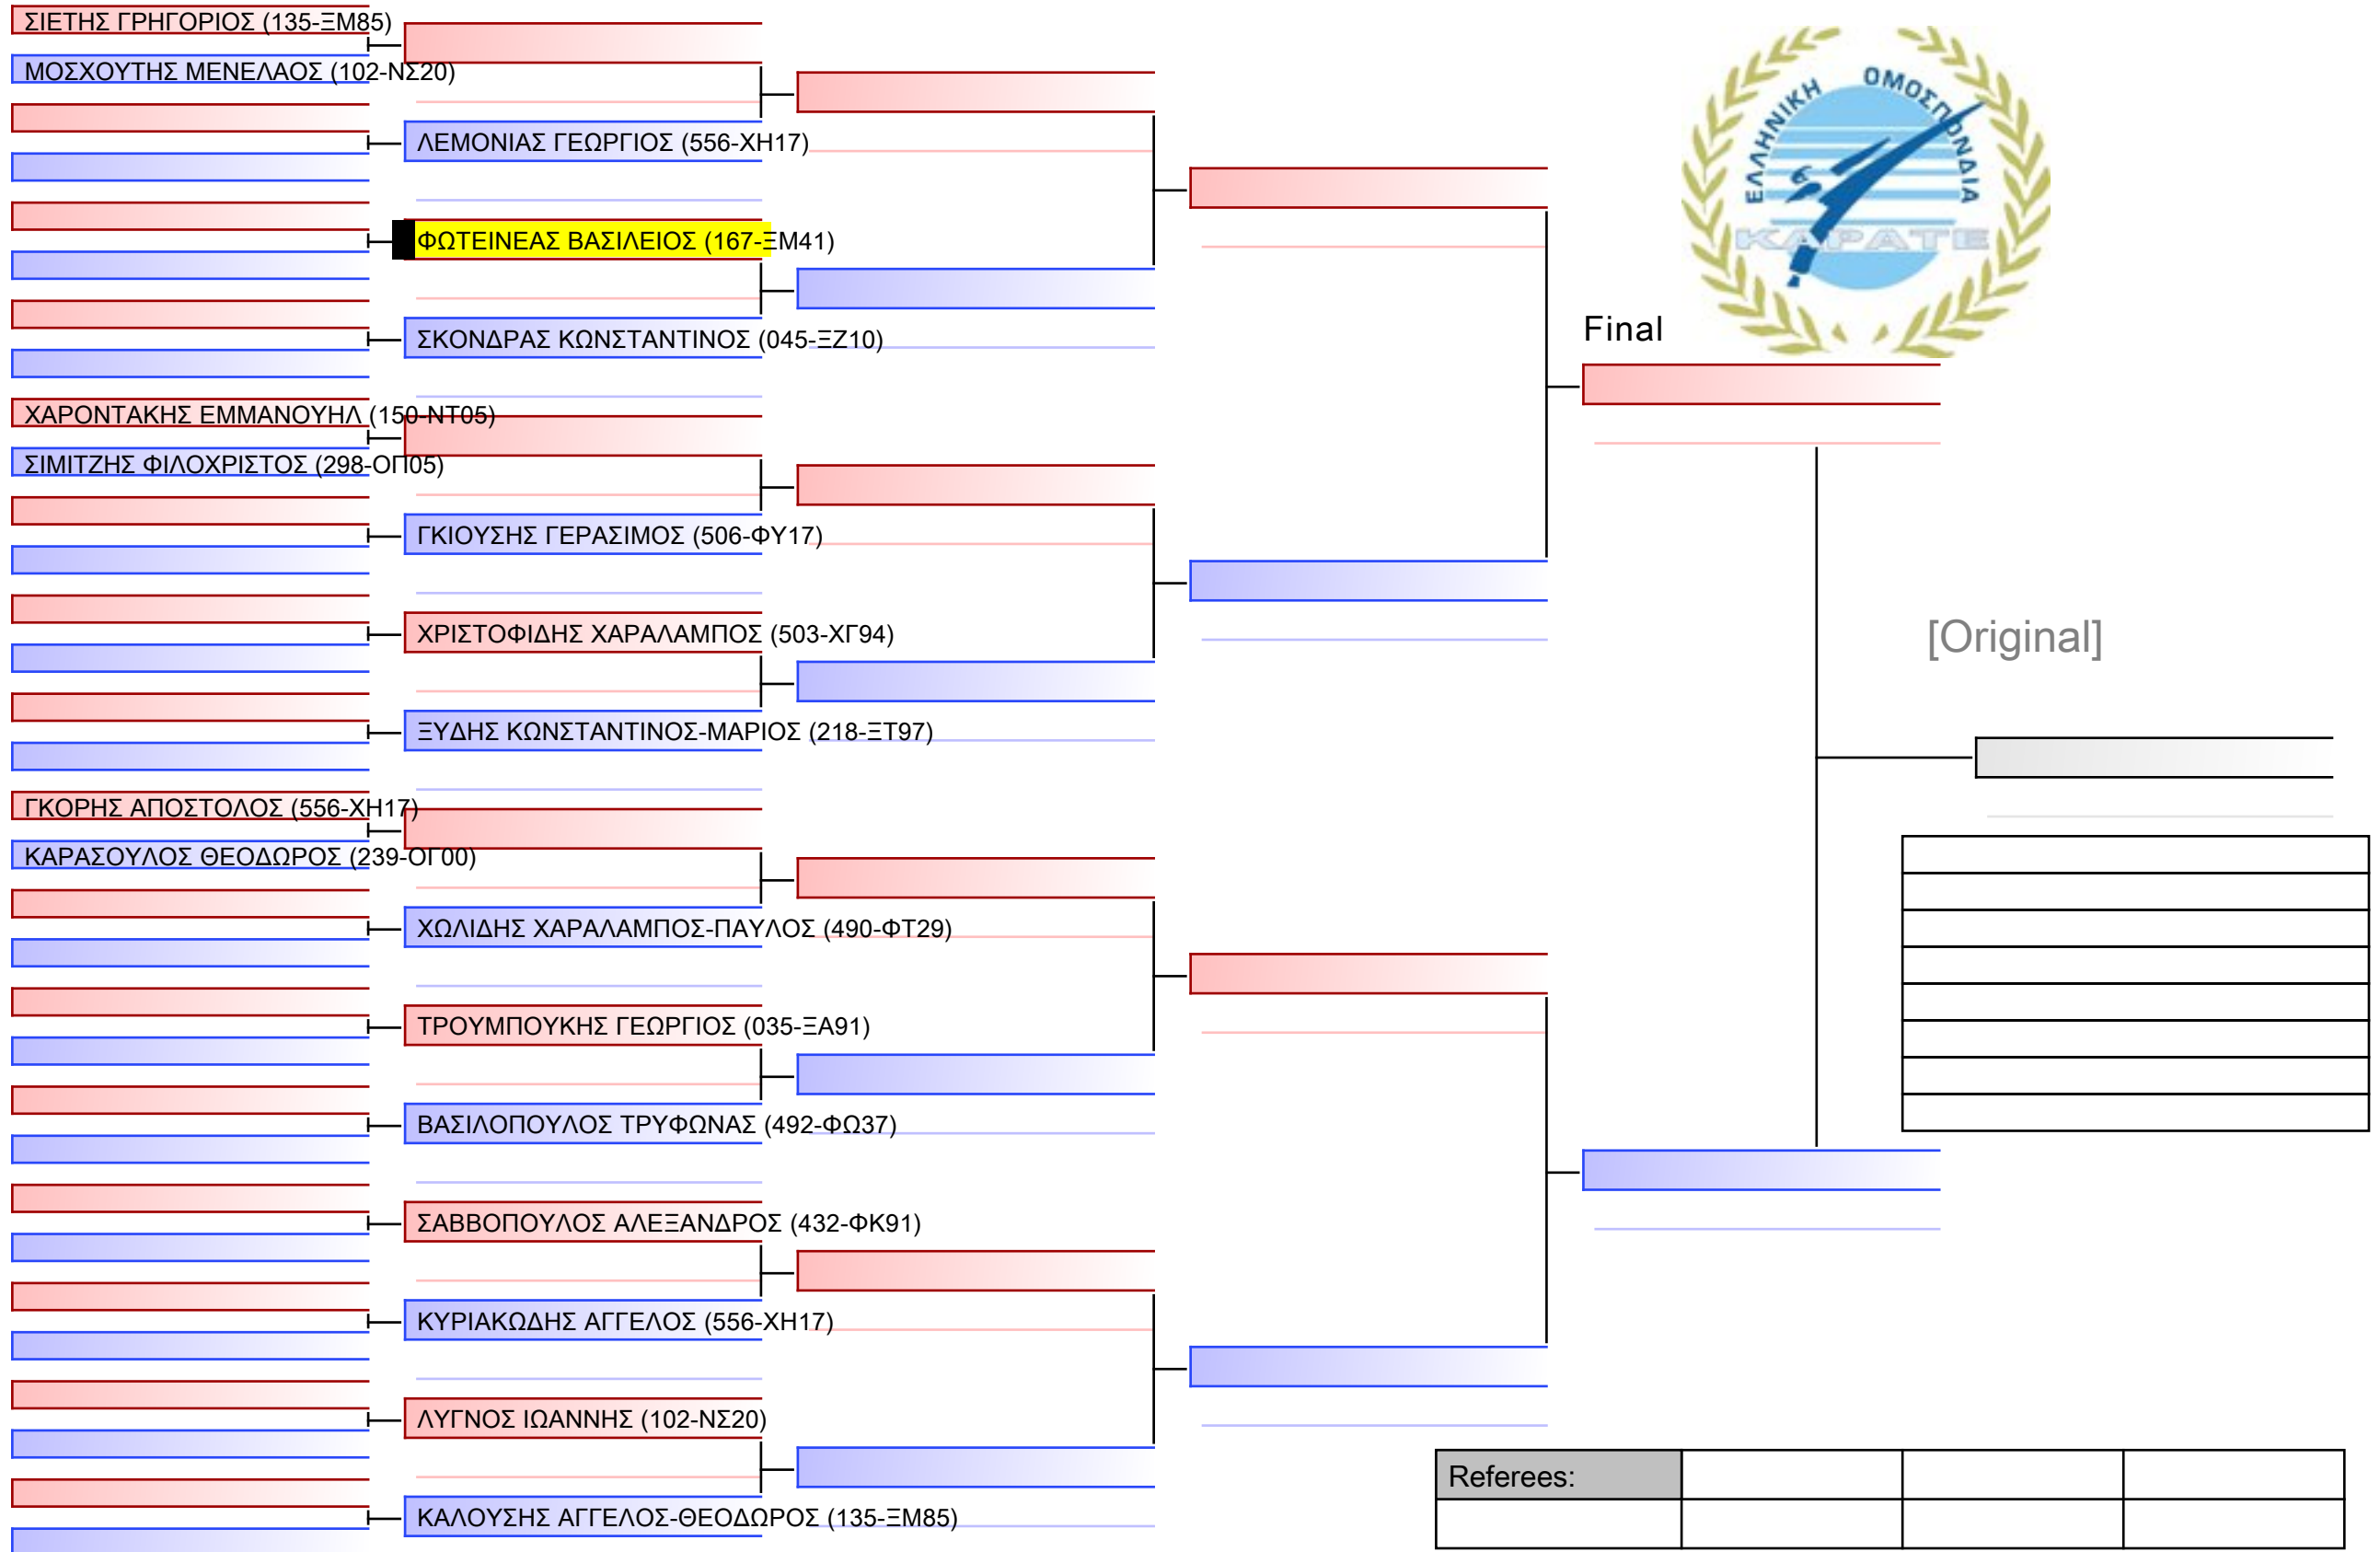 ΣΙΕΤΗΣ ΓΡΗΓΟΡΙΟΣ (135-ΞΜ85)
ΜΟΣΧΟΥΤΗΣ ΜΕΝΕΛΑΟΣ (102-ΝΣ20)
ΛΕΜΟΝΙΑΣ ΓΕΩΡΓΙΟΣ (556-ΧΗ17)
ΦΩΤΕΙΝΕΑΣ ΒΑΣΙΛΕΙΟΣ (167-ΞΜ41)
ΣΚΟΝΔΡΑΣ ΚΩΝΣΤΑΝΤΙΝΟΣ (045-ΞΖ10)
ΧΑΡΟΝΤΑΚΗΣ ΕΜΜΑΝΟΥΗΛ (150-ΝΤ05)
ΣΙΜΙΤΖΗΣ ΦΙΛΟΧΡΙΣΤΟΣ (298-ΟΠ05)
ΓΚΙΟΥΣΗΣ ΓΕΡΑΣΙΜΟΣ (506-ΦΥ17)
ΧΡΙΣΤΟΦΙΔΗΣ ΧΑΡΑΛΑΜΠΟΣ (503-ΧΓ94)
ΞΥΔΗΣ ΚΩΝΣΤΑΝΤΙΝΟΣ-ΜΑΡΙΟΣ (218-ΞΤ97)
ΓΚΟΡΗΣ ΑΠΟΣΤΟΛΟΣ (556-ΧΗ17)
ΚΑΡΑΣΟΥΛΟΣ ΘΕΟΔΩΡΟΣ (239-ΟΓ00)
ΧΩΛΙΔΗΣ ΧΑΡΑΛΑΜΠΟΣ-ΠΑΥΛΟΣ (490-ΦΤ29)
ΤΡΟΥΜΠΟΥΚΗΣ ΓΕΩΡΓΙΟΣ (035-ΞΑ91)
ΒΑΣΙΛΟΠΟΥΛΟΣ ΤΡΥΦΩΝΑΣ (492-ΦΩ37)
ΣΑΒΒΟΠΟΥΛΟΣ ΑΛΕΞΑΝΔΡΟΣ (432-ΦΚ91)
ΚΥΡΙΑΚΩΔΗΣ ΑΓΓΕΛΟΣ (556-ΧΗ17)
ΛΥΓΝΟΣ ΙΩΑΝΝΗΣ (102-ΝΣ20)
ΚΑΛΟΥΣΗΣ ΑΓΓΕΛΟΣ-ΘΕΟΔΩΡΟΣ (135-ΞΜ85)
ΕΛΛΗΝΙΚΗ ΟΜΟΣΠΟΝΔΙΑ
ΚΑΡΑΤΕ
Final
[Original]
Referees: